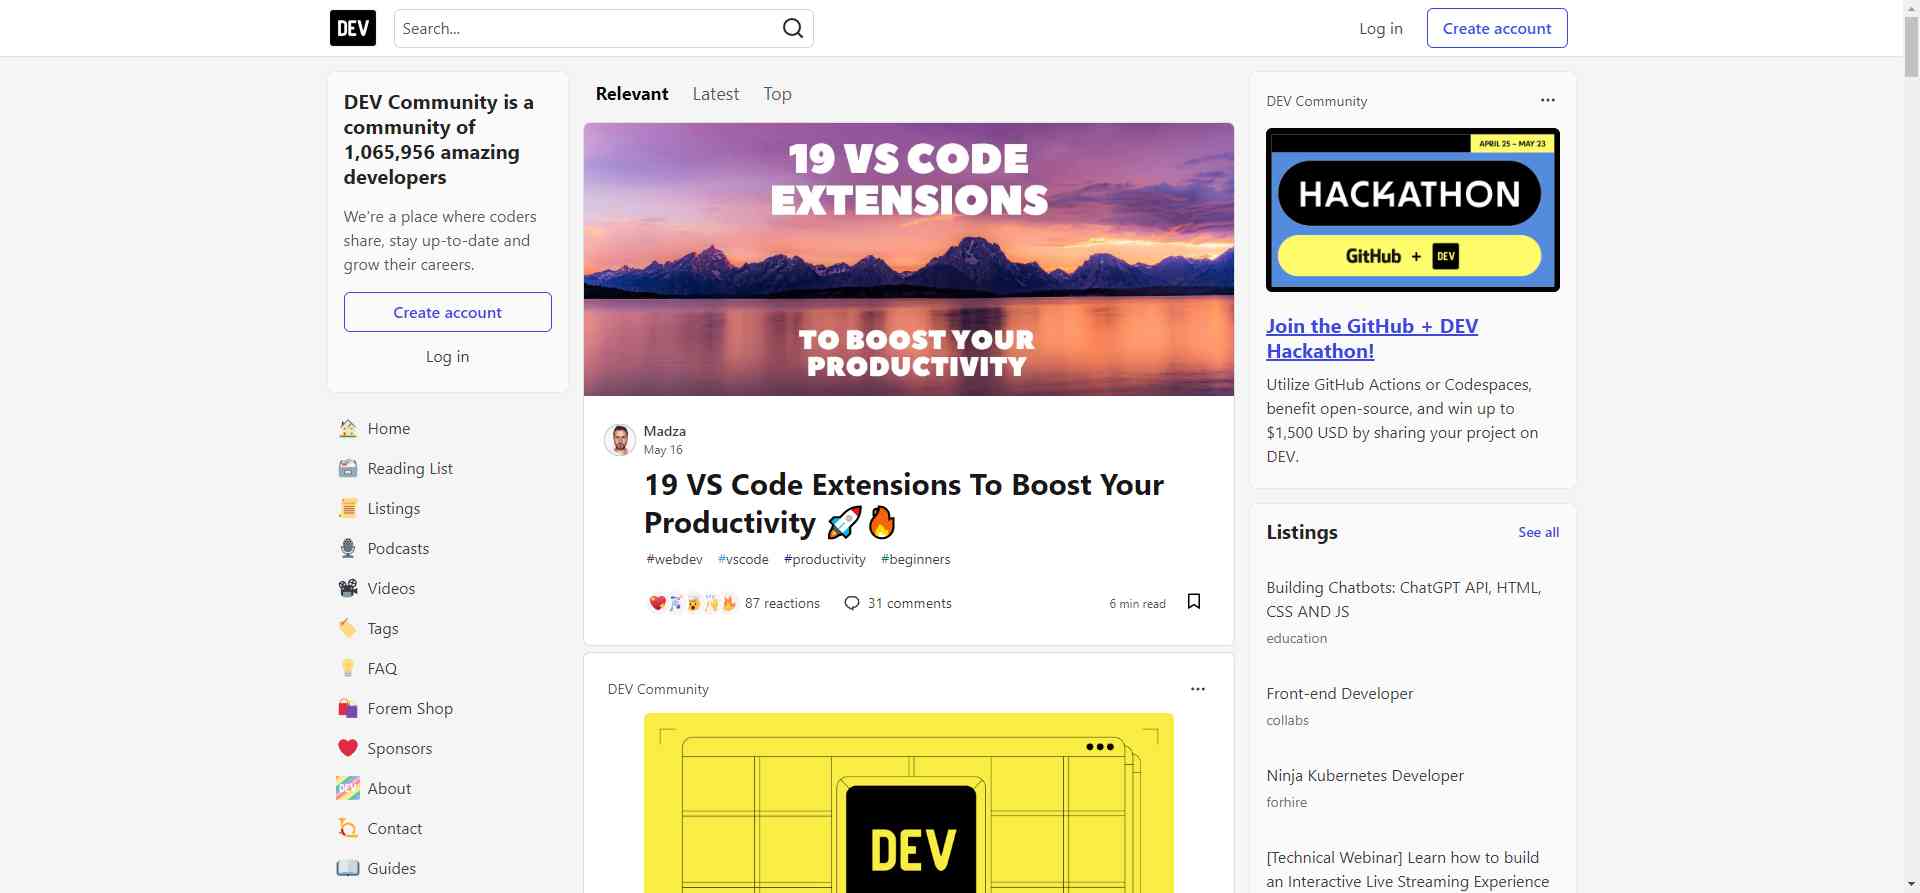 DEV
Search...
Log in
Create account
DEV Community is a
community of
1,065,956 amazing
developers
We're a place where coders
share, stay up-to-date and
grow their careers.
Create account
Log in
Home
Reading List
Listings
Podcasts
Videos
Tags
FAQ
Forem Shop
Sponsors
DEV
About
Contact
Guides
Relevant
Latest
Top
19 VS CODE
EXTENSIONS
TO BOOST YOUR
PRODUCTIVITY
Madza
May 16
19 VS Code Extensions To Boost Your
Productivity 🚀🔥
#webdev #vscode #productivity #beginners
87 reactions
31 comments
6 min read
DEV Community
DEV
DEV Community
APRIL 25 – MAY 23
HACKATHON
GitHub + DEV
Join the GitHub + DEV
Hackathon!
Utilize GitHub Actions or Codespaces,
benefit open-source, and win up to
$1,500 USD by sharing your project on
DEV.
Listings
See all
Building Chatbots: ChatGPT API, HTML,
CSS AND JS
education
Front-end Developer
collabs
Ninja Kubernetes Developer
forhire
[Technical Webinar] Learn how to build
an Interactive Live Streaming Experience